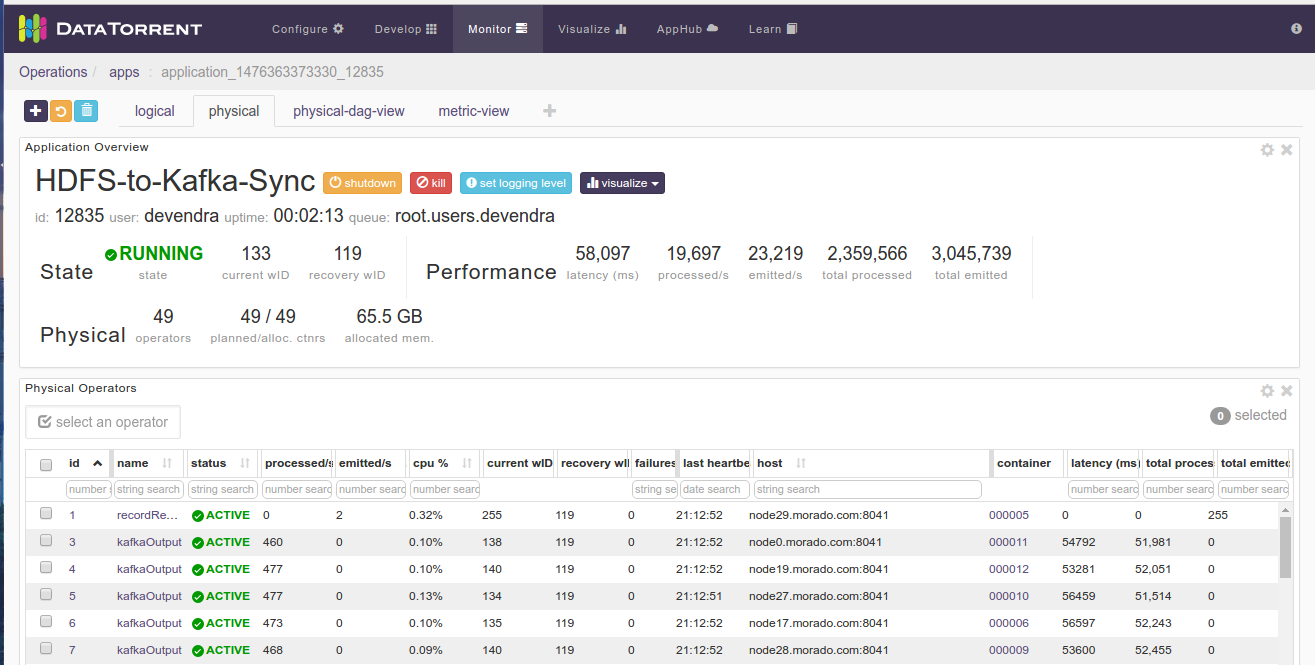 DATATORRENT Configure Develop Monitor Visualize AppHub Learn
Operations / apps : application_1476363373330_12835
logical physical physical-dag-view metric-view
Application Overview
HDFS-to-Kafka-Sync shutdown kill set logging level visualize
id: 12835 user: devendra uptime: 00:02:13 queue: root.users.devendra
State RUNNING 133 119 Performance 58,097 19,697 23,219 2,359,566 3,045,739
state current wID recovery wID latency (ms) processed/s emitted/s total processed total emitted
Physical 49 49 / 49 65.5 GB
operators planned/alloc. ctnrs allocated mem.
Physical Operators
select an operator 0 selected
id name status processed/s emitted/s cpu % current wID recovery wI failures last heartbe host container latency (ms) total proces total emitted
number s string search string search number searc number searc number searc string se date search string search number searc number searc number searc
1 recordRe... ACTIVE 0 2 0.32% 255 119 0 21:12:52 node29.morado.com:8041 000005 0 0 255
3 kafkaOutput ACTIVE 460 0 0.10% 138 119 0 21:12:52 node0.morado.com:8041 000011 54792 51,981 0
4 kafkaOutput ACTIVE 477 0 0.10% 140 119 0 21:12:52 node19.morado.com:8041 000012 53281 52,051 0
5 kafkaOutput ACTIVE 477 0 0.13% 134 119 0 21:12:51 node27.morado.com:8041 000010 56459 51,514 0
6 kafkaOutput ACTIVE 473 0 0.10% 135 119 0 21:12:52 node17.morado.com:8041 000006 56597 52,243 0
7 kafkaOutput ACTIVE 468 0 0.09% 140 119 0 21:12:52 node28.morado.com:8041 000009 53600 52,455 0